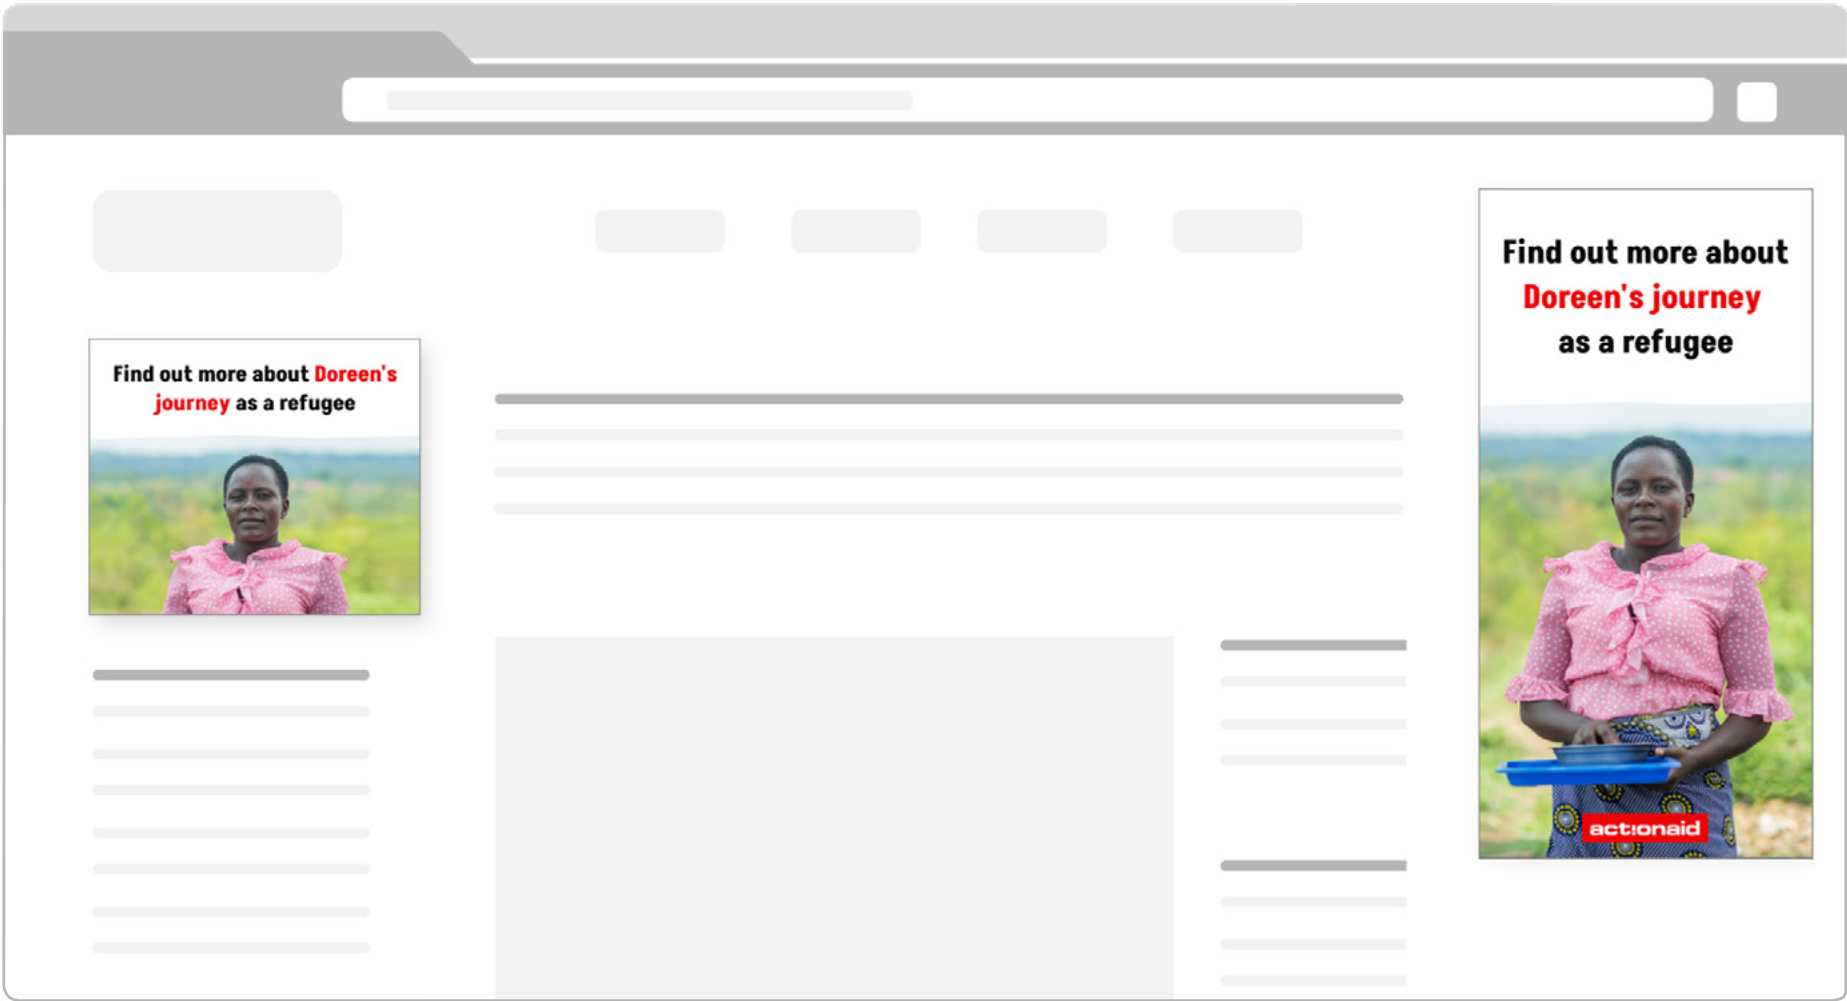 Find out more about Doreen's
journey as a refugee
Find out more about
Doreen's journey
as a refugee
act:onaid